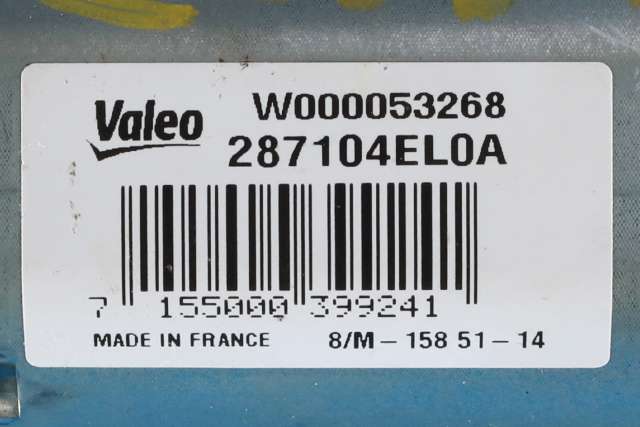 Valeo
W000053268
287104EL0A
7 155000 399241
MADE IN FRANCE 8/M - 158 51 - 14